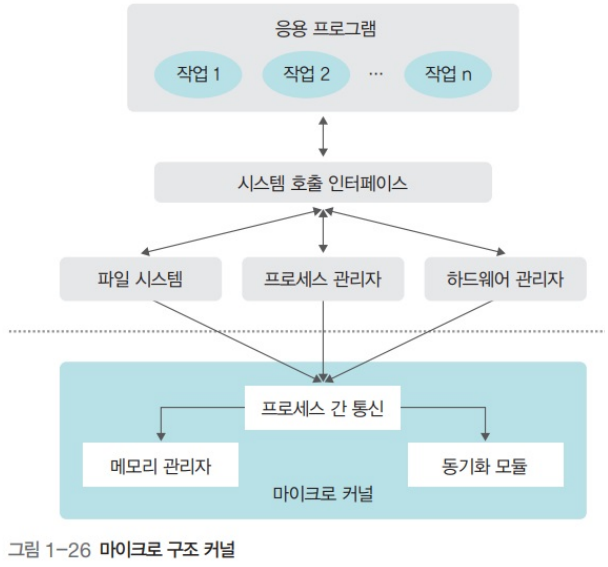 응용 프로그램
작업 1 작업 2 ··· 작업 n
시스템 호출 인터페이스
파일 시스템 프로세스 관리자 하드웨어 관리자
프로세스 간 통신
메모리 관리자 동기화 모듈
마이크로 커널
그림 1-26 마이크로 구조 커널